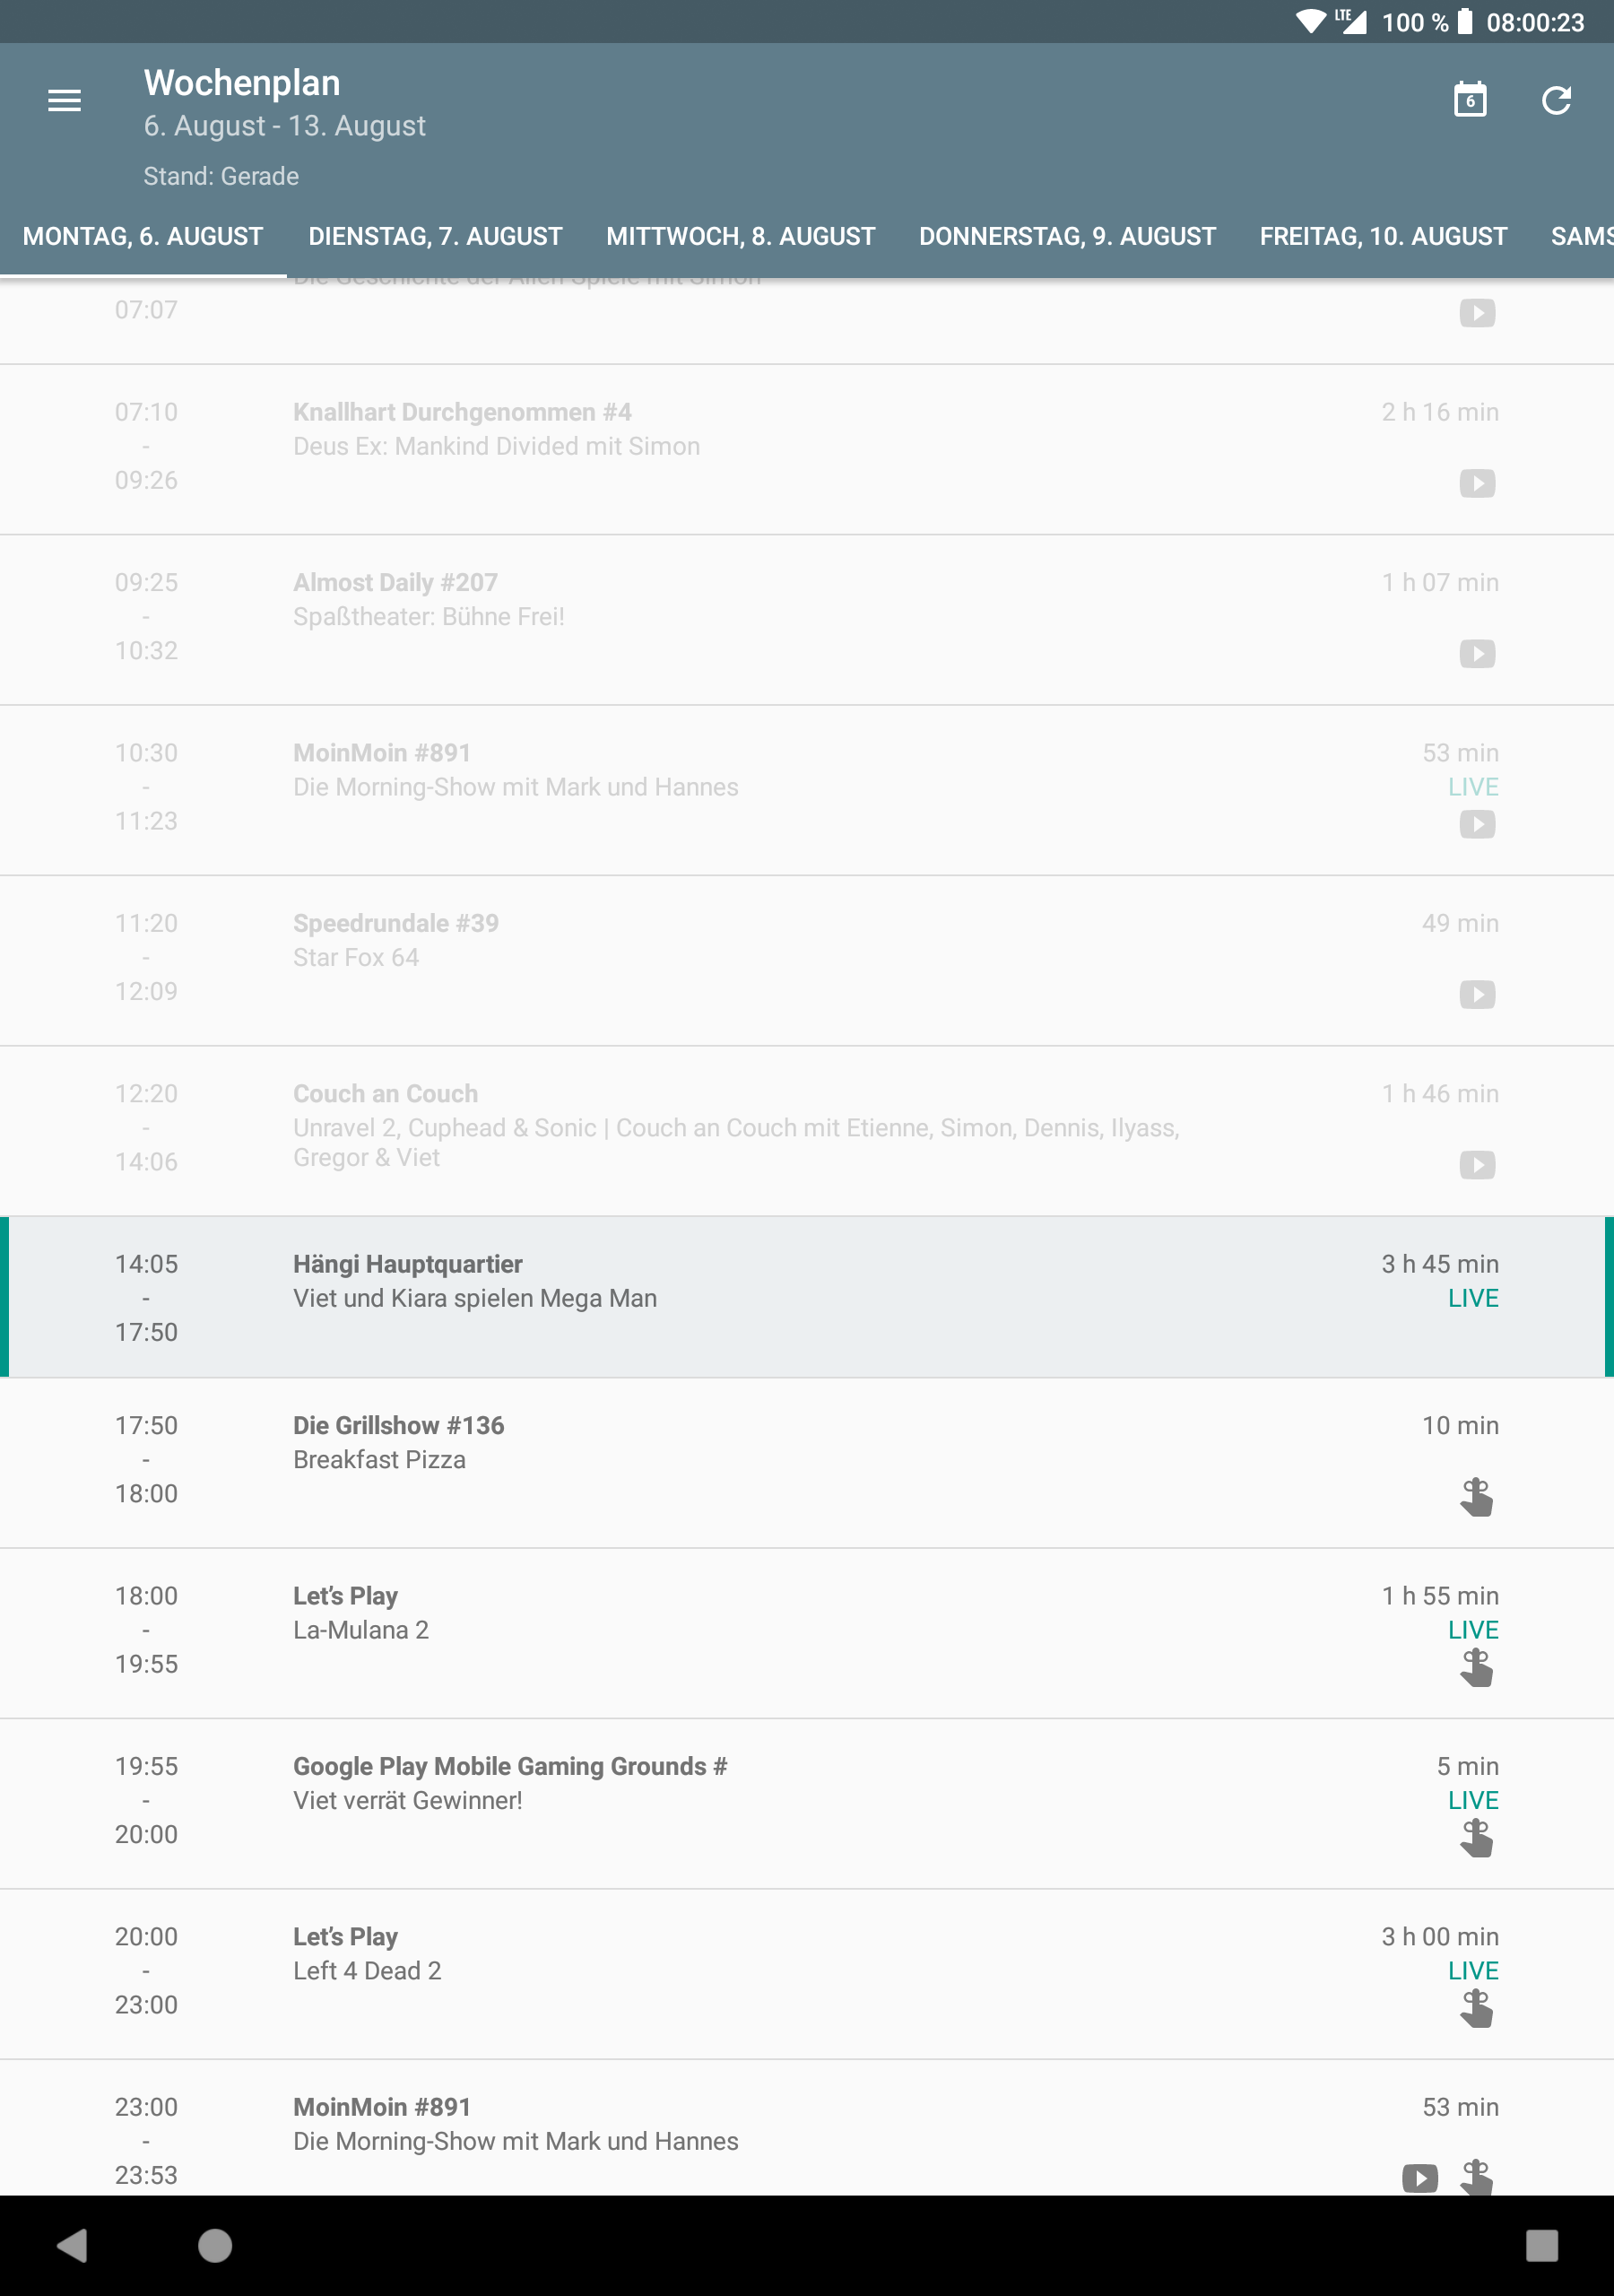 LTE 100 % 08:00:23
Wochenplan
6. August - 13. August
6
Stand: Gerade
MONTAG, 6. AUGUST DIENSTAG, 7. AUGUST MITTWOCH, 8. AUGUST DONNERSTAG, 9. AUGUST FREITAG, 10. AUGUST SAMS
Die Geschichte der Alien Spiele mit Simon
07:07
07:10 Knallhart Durchgenommen #4 2 h 16 min
- Deus Ex: Mankind Divided mit Simon
09:26
09:25 Almost Daily #207 1 h 07 min
- Spaßtheater: Bühne Frei!
10:32
10:30 MoinMoin #891 53 min
- Die Morning-Show mit Mark und Hannes LIVE
11:23
11:20 Speedrundale #39 49 min
- Star Fox 64
12:09
12:20 Couch an Couch 1 h 46 min
- Unravel 2, Cuphead & Sonic | Couch an Couch mit Etienne, Simon, Dennis, Ilyass,
14:06 Gregor & Viet
14:05 Hängi Hauptquartier 3 h 45 min
- Viet und Kiara spielen Mega Man LIVE
17:50
17:50 Die Grillshow #136 10 min
- Breakfast Pizza
18:00
18:00 Let’s Play 1 h 55 min
- La-Mulana 2 LIVE
19:55
19:55 Google Play Mobile Gaming Grounds # 5 min
- Viet verrät Gewinner! LIVE
20:00
20:00 Let’s Play 3 h 00 min
- Left 4 Dead 2 LIVE
23:00
23:00 MoinMoin #891 53 min
- Die Morning-Show mit Mark und Hannes
23:53